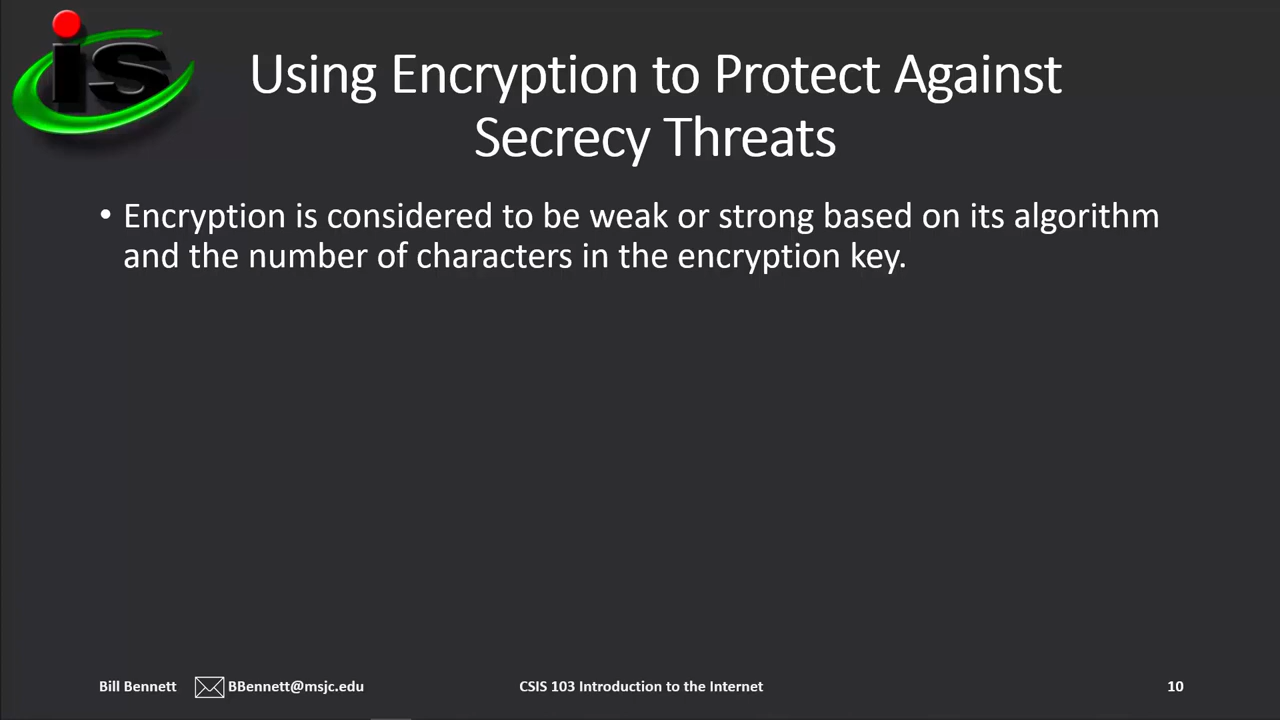 is
Using Encryption to Protect Against
Secrecy Threats
• Encryption is considered to be weak or strong based on its algorithm
and the number of characters in the encryption key.
Bill Bennett BBennett@msjc.edu CSIS 103 Introduction to the Internet 10